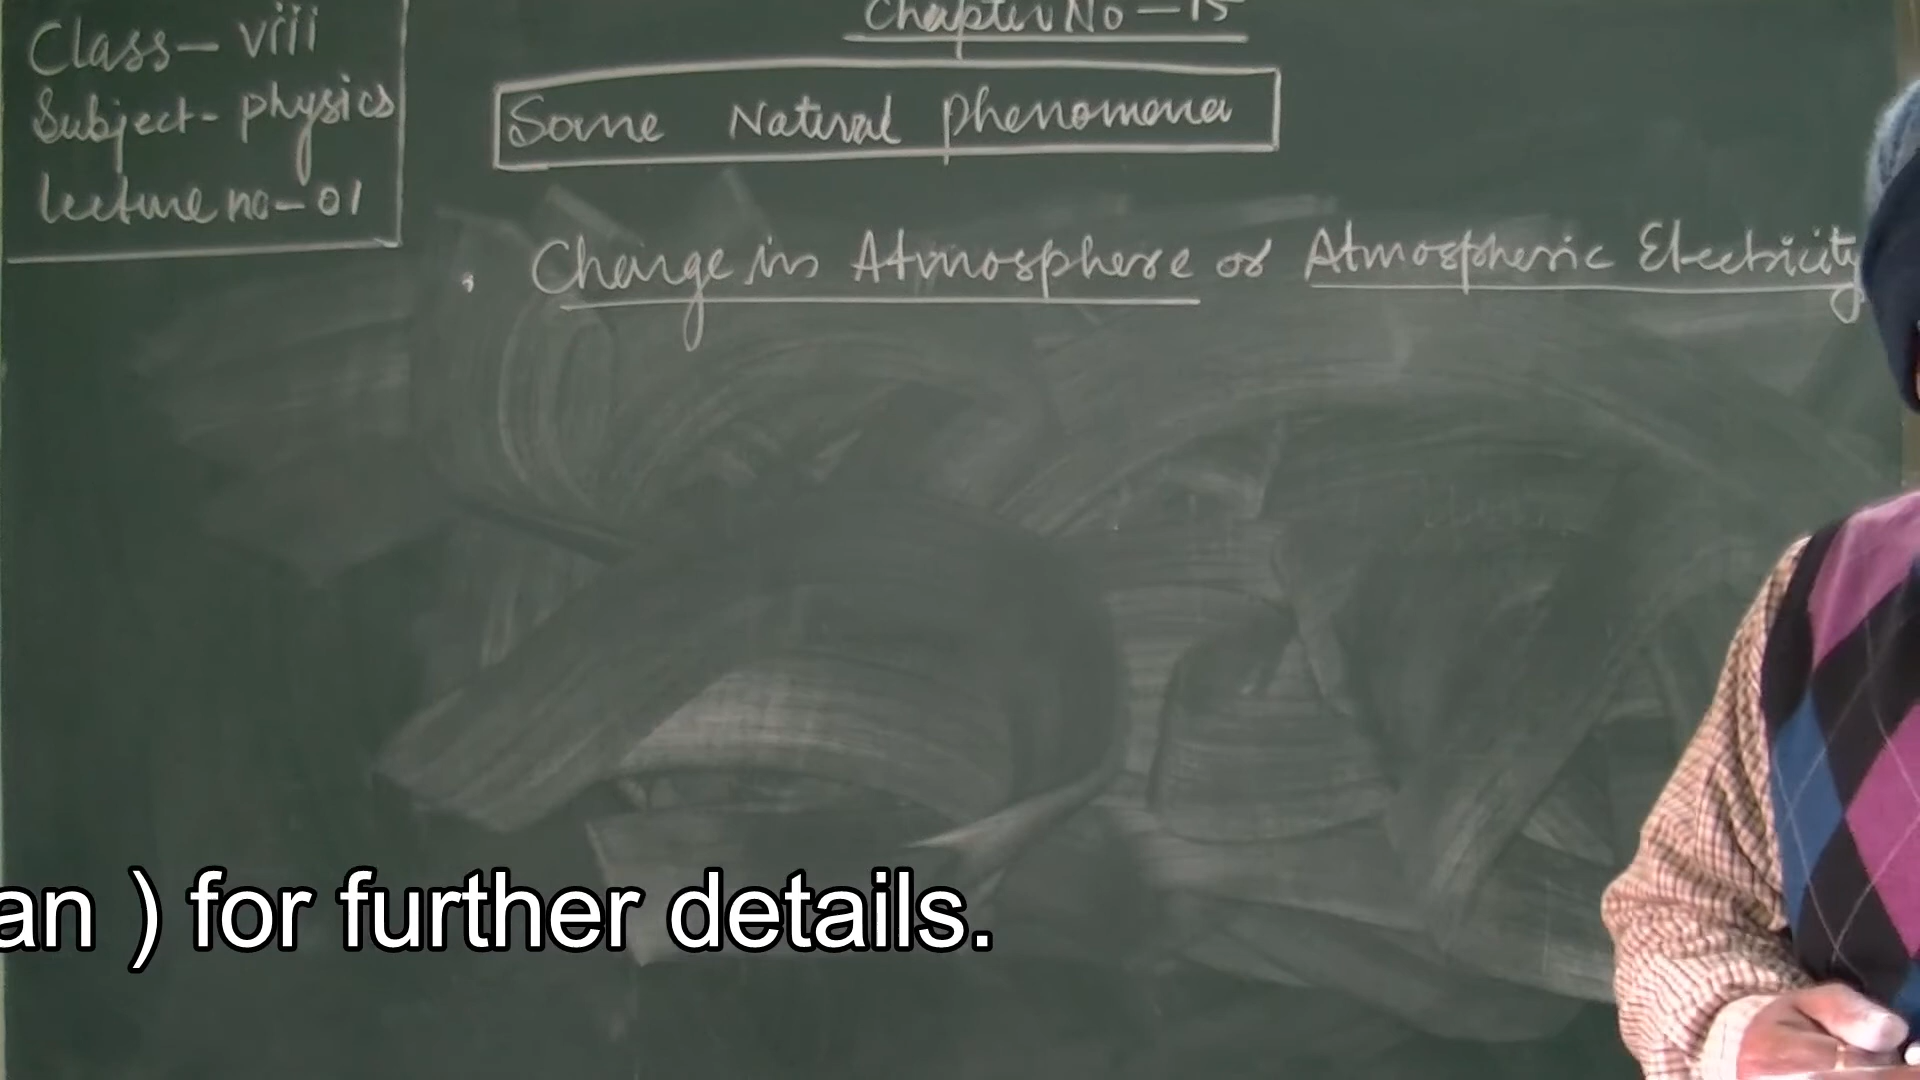 Class - viii
Subject - physics
Lecture no - 01
Chapter No - 15
Some Natural Phenomena
Charge in Atmosphere or Atmospheric Electricity
an ) for further details.